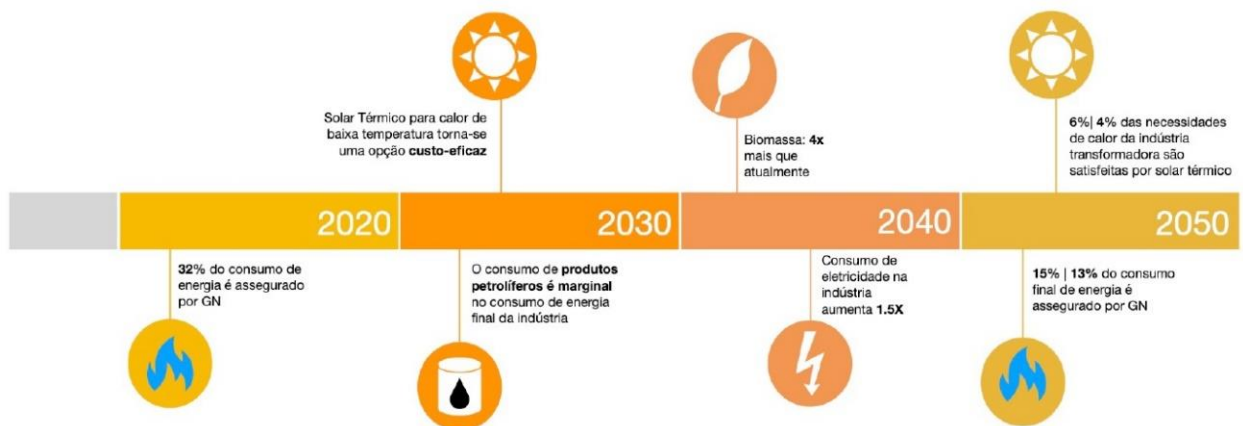 Solar Térmico para calor de
baixa temperatura torna-se
uma opção custo-eficaz
Biomassa: 4x
mais que
atualmente
6%| 4% das necessidades
de calor da indústria
transformadora são
satisfeitas por solar térmico
2020
2030
2040
2050
32% do consumo de
energia é assegurado
por GN
O consumo de produtos
petrolíferos é marginal
no consumo de energia
final da indústria
Consumo de
eletricidade na
indústria
aumenta 1.5X
15% | 13% do consumo
final de energia é
assegurado por GN